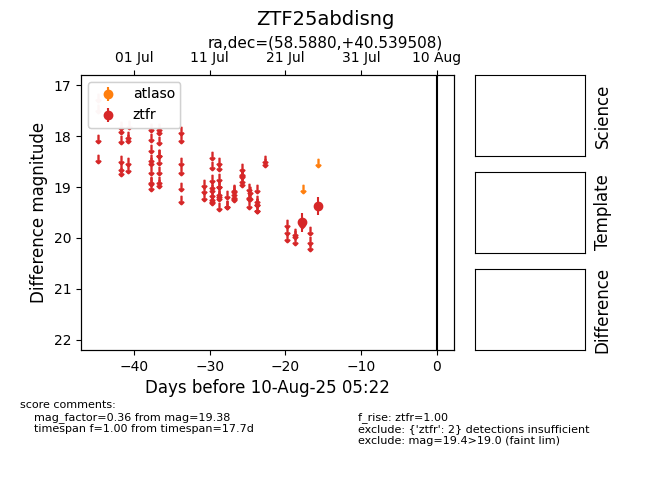 ZTF25abdisng
ra,dec=(58.5880,+40.539508)
01 Jul 11 Jul 21 Jul 31 Jul 10 Aug
17
18
19
20
21
22
Difference magnitude
atlaso
ztfr
−40 −30 −20 −10 0
Days before 10-Aug-25 05:22
Science
Template
Difference
score comments:
mag_factor=0.36 from mag=19.38
timespan f=1.00 from timespan=17.7d
f_rise: ztfr=1.00
exclude: {'ztfr': 2} detections insufficient
exclude: mag=19.4>19.0 (faint lim)